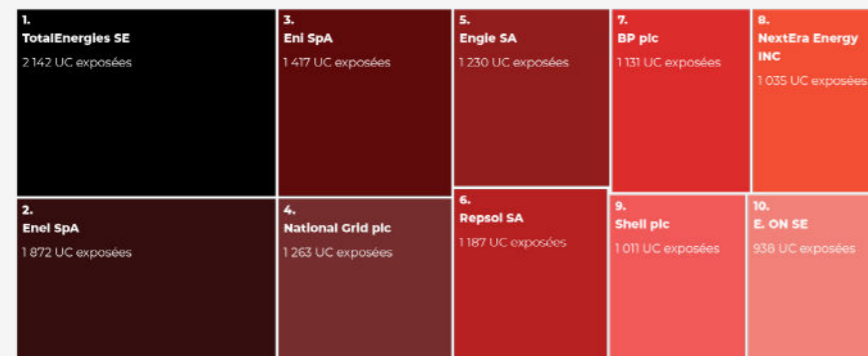 1.
TotalEnergies SE
2 142 UC exposées
2.
Enel SpA
1 872 UC exposées
3.
Eni SpA
1 417 UC exposées
4.
National Grid plc
1 263 UC exposées
5.
Engie SA
1 230 UC exposées
6.
Repsol SA
1 187 UC exposées
7.
BP plc
1 131 UC exposées
8.
NextEra Energy
INC
1 035 UC exposées
9.
Shell plc
1 011 UC exposées
10.
E. ON SE
938 UC exposées